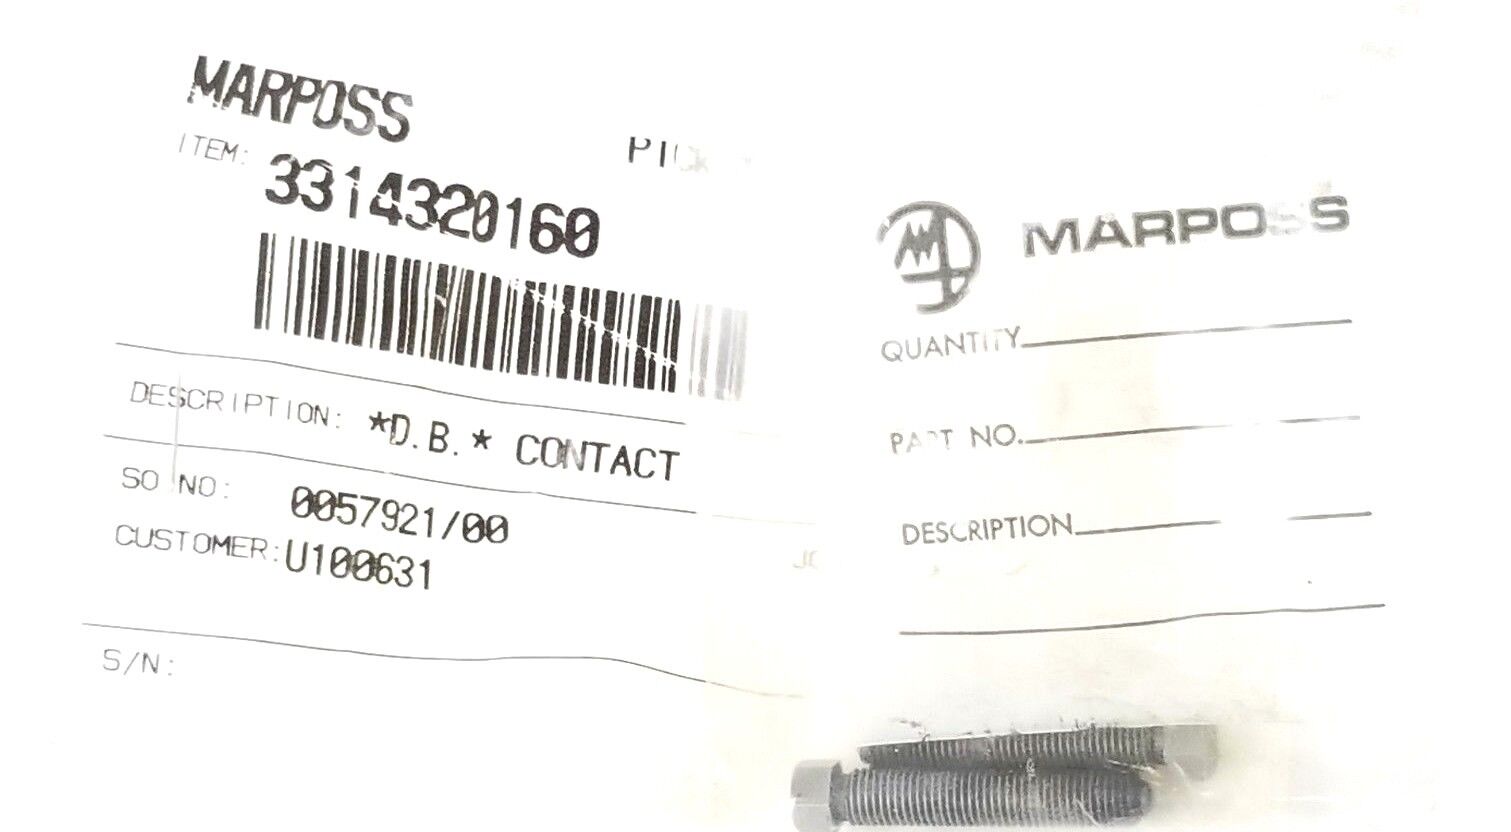 MARPOSS
ITEM: 3314320160
DESCRIPTION: *D.B.* CONTACT
SO NO: 0057921/00
CUSTOMER: U100631
S/N:
MARPOSS
QUANTITY
PART NO.
DESCRIPTION